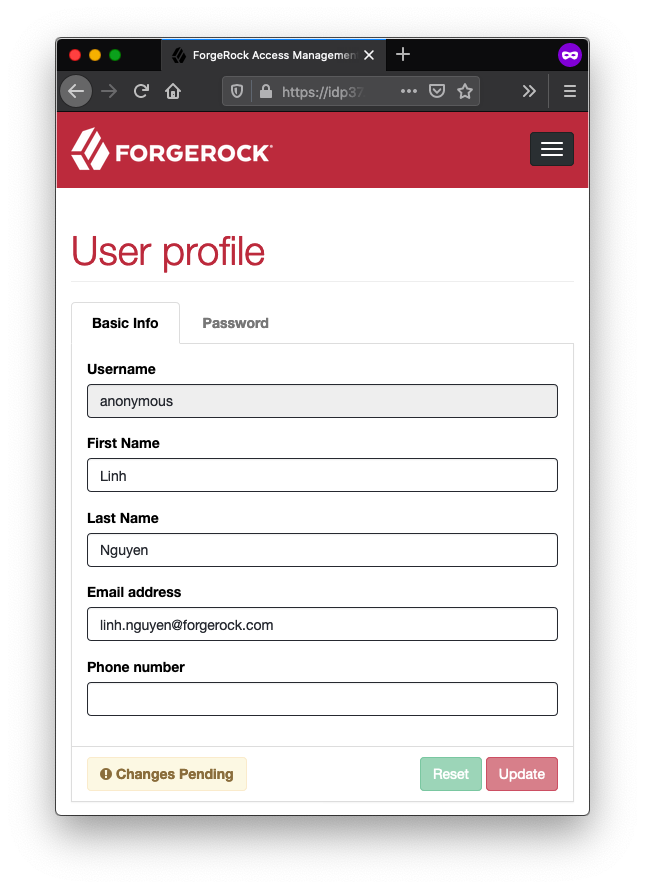 ForgeRock Access Managemen
https://idp37
FORGEROCK
User profile
Basic Info
Password
Username
anonymous
First Name
Linh
Last Name
Nguyen
Email address
linh.nguyen@forgerock.com
Phone number
Changes Pending
Reset
Update